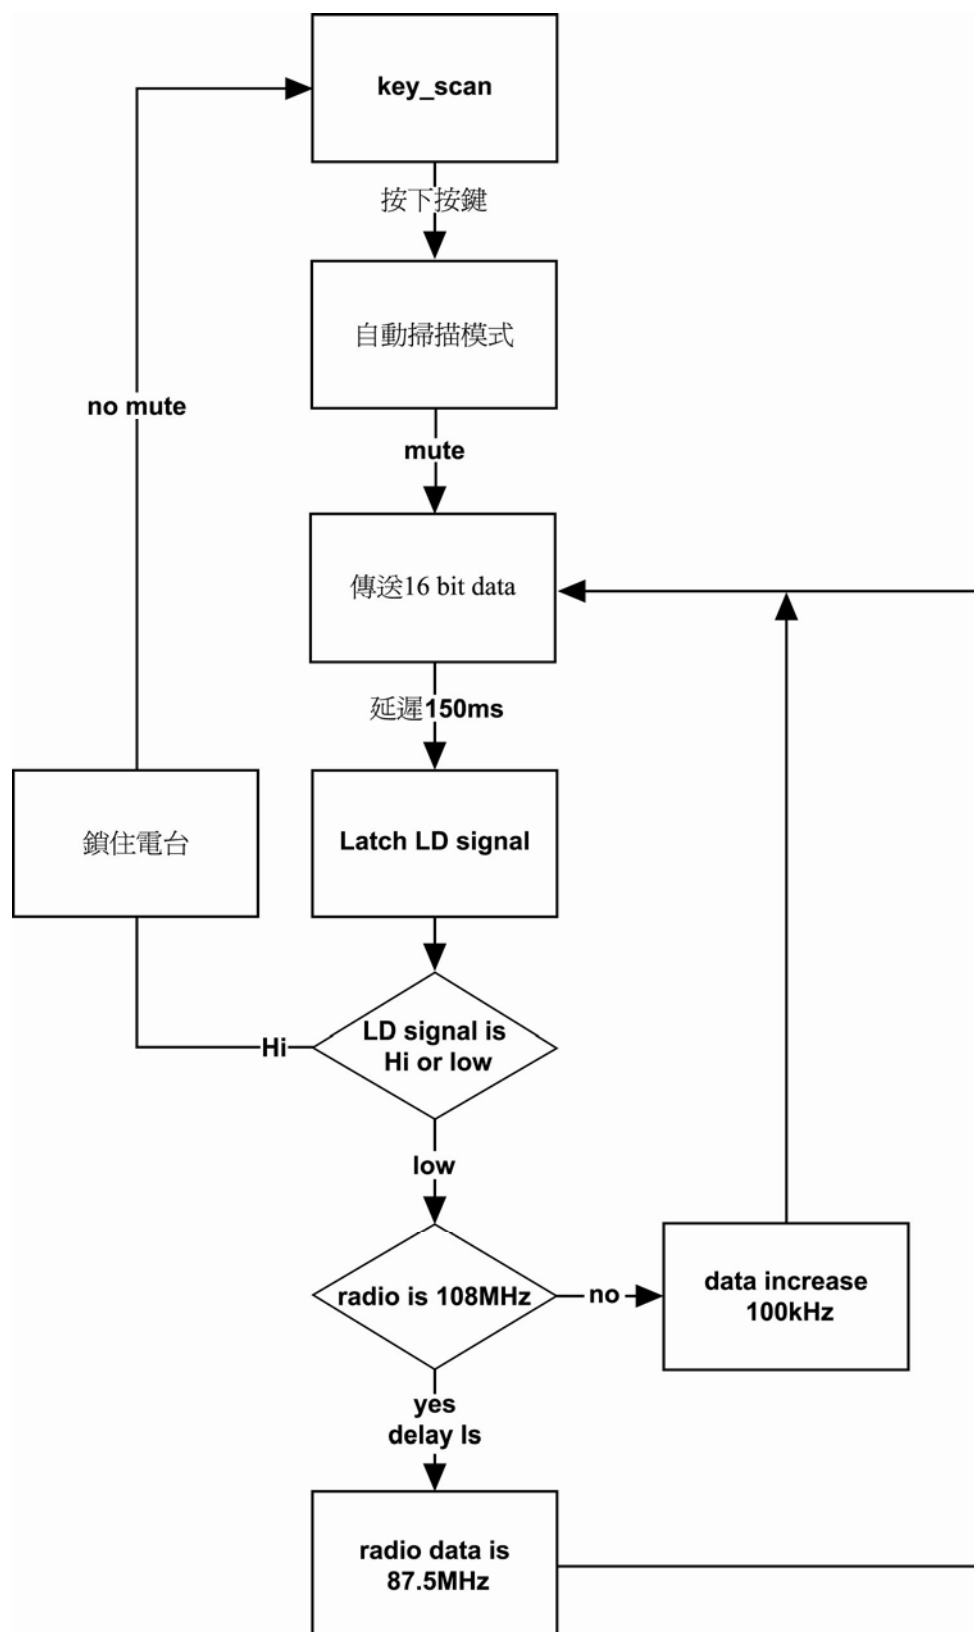 key_scan
按下按鍵
自動掃描模式
no mute
mute
傳送16 bit data
延遲150ms
鎖住電台
Latch LD signal
LD signal is
Hi or low
Hi
low
radio is 108MHz
no
data increase
100kHz
yes
delay ls
radio data is
87.5MHz